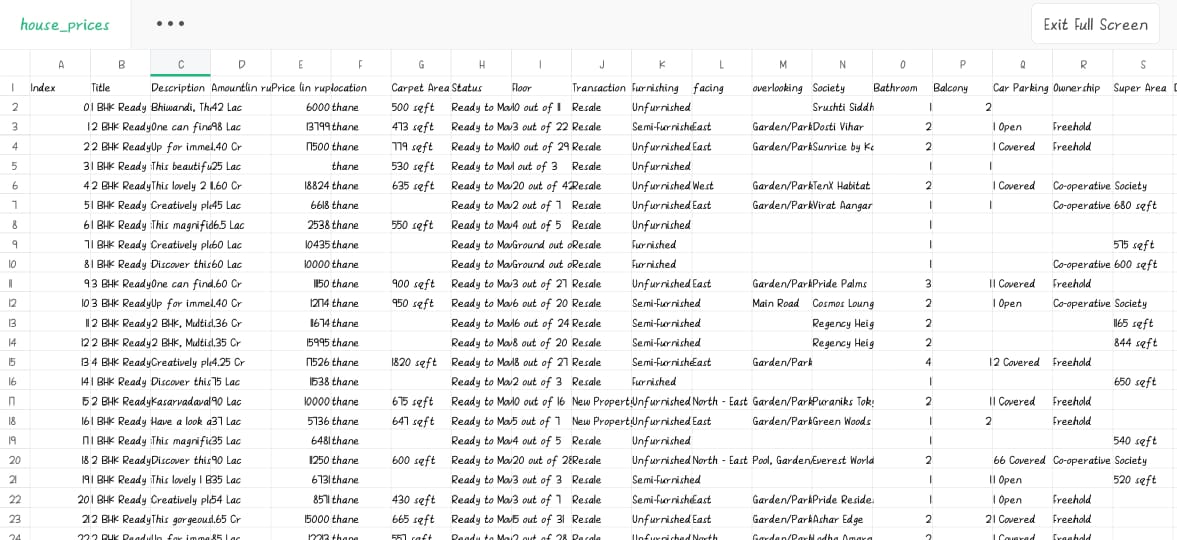 house_prices ••• Exit Full Screen
A B C D E F G H I J K L M N O P Q R S
1 Index Title Description Amount(in ru Price (in rup location Carpet Area Status Floor Transaction Furnishing facing overlooking Society Bathroom Balcony Car Parking Ownership Super Area
2 0 1 BHK Ready Bhiwandi, Th 42 Lac 6000 thane 500 sqft Ready to Mov 10 out of 11 Resale Unfurnished Srushti Siddh 1 2
3 1 2 BHK Ready One can find 98 Lac 13799 thane 473 sqft Ready to Mov 3 out of 22 Resale Semi-Furnishe East Garden/Park Dosti Vihar 2 1 Open Freehold
4 2 2 BHK Ready Up for immed 1.40 Cr 17500 thane 779 sqft Ready to Mov 10 out of 29 Resale Unfurnished East Garden/Park Sunrise by Ka 2 1 Covered Freehold
5 3 1 BHK Ready This beautifu 25 Lac thane 530 sqft Ready to Mov 1 out of 3 Resale Unfurnished 1 1
6 4 2 BHK Ready This lovely 2 1.60 Cr 18824 thane 635 sqft Ready to Mov 20 out of 42 Resale Unfurnished West Garden/Park TenX Habitat 2 1 Covered Co-operative Society
7 5 1 BHK Ready Creatively pl 45 Lac 6618 thane Ready to Mov 2 out of 7 Resale Unfurnished East Garden/Park Virat Aangan 1 1 Co-operative 680 sqft
8 6 1 BHK Ready This magnific 16.5 Lac 2538 thane 550 sqft Ready to Mov 4 out of 5 Resale Unfurnished 1
9 7 1 BHK Ready Creatively pl 60 Lac 10435 thane Ready to Mov Ground out o Resale Furnished 1 575 sqft
10 8 1 BHK Ready Discover this 60 Lac 10000 thane Ready to Mov Ground out o Resale Furnished 1 Co-operative 600 sqft
11 9 3 BHK Ready One can find 1.60 Cr 11150 thane 900 sqft Ready to Mov 3 out of 27 Resale Unfurnished East Garden/Park Pride Palms 3 1 1 Covered Freehold
12 10 3 BHK Ready Up for immed 1.40 Cr 12174 thane 950 sqft Ready to Mov 6 out of 20 Resale Semi-Furnished Main Road Cosmos Loung 2 1 Open Co-operative Society
13 11 2 BHK Ready 2 BHK, Multis 1.36 Cr 11674 thane Ready to Mov 16 out of 24 Resale Semi-Furnished Regency Heig 2 1165 sqft
14 12 2 BHK Ready 2 BHK, Multis 1.35 Cr 15995 thane Ready to Mov 8 out of 20 Resale Semi-Furnished Regency Heig 2 844 sqft
15 13 4 BHK Ready Creatively pl 4.25 Cr 17526 thane 1820 sqft Ready to Mov 18 out of 27 Resale Semi-Furnished Garden/Park 4 1 2 Covered Freehold
16 14 1 BHK Ready Discover this 75 Lac 11538 thane Ready to Mov 2 out of 3 Resale Furnished 1 650 sqft
17 15 2 BHK Ready Kasarvadaval 90 Lac 10000 thane 675 sqft Ready to Mov 10 out of 16 New Property Unfurnished North - East Garden/Park Puraniks Toky 2 1 1 Covered Freehold
18 16 1 BHK Ready Have a look a 37 Lac 5736 thane 647 sqft Ready to Mov 5 out of 7 New Property Unfurnished East Garden/Park Green Woods 1 2 Freehold
19 17 1 BHK Ready This magnific 35 Lac 6481 thane Ready to Mov 4 out of 5 Resale Unfurnished 1 540 sqft
20 18 2 BHK Ready Discover this 90 Lac 11250 thane 600 sqft Ready to Mov 20 out of 28 Resale Unfurnished North - East Pool, Garden/ Everest World 2 66 Covered Co-operative Society
21 19 1 BHK Ready This lovely 1 B 35 Lac 6731 thane Ready to Mov 3 out of 3 Resale Semi-Furnished 1 1 1 Open 520 sqft
22 20 1 BHK Ready Creatively pl 54 Lac 8571 thane 430 sqft Ready to Mov 3 out of 7 Resale Semi-Furnishe East Garden/Park Pride Reside 1 1 Open Freehold
23 21 2 BHK Ready This gorgeous 1.65 Cr 15000 thane 665 sqft Ready to Mov 15 out of 31 Resale Unfurnished East Garden/Park Ashar Edge 2 2 1 Covered Freehold
24 22 2 BHK Ready Up for immed 85 Lac 12213 thane 557 sqft Ready to Mov 2 out of 28 Resale Unfurnished North Garden/Park Lodha Amara 2 1 Covered Freehold